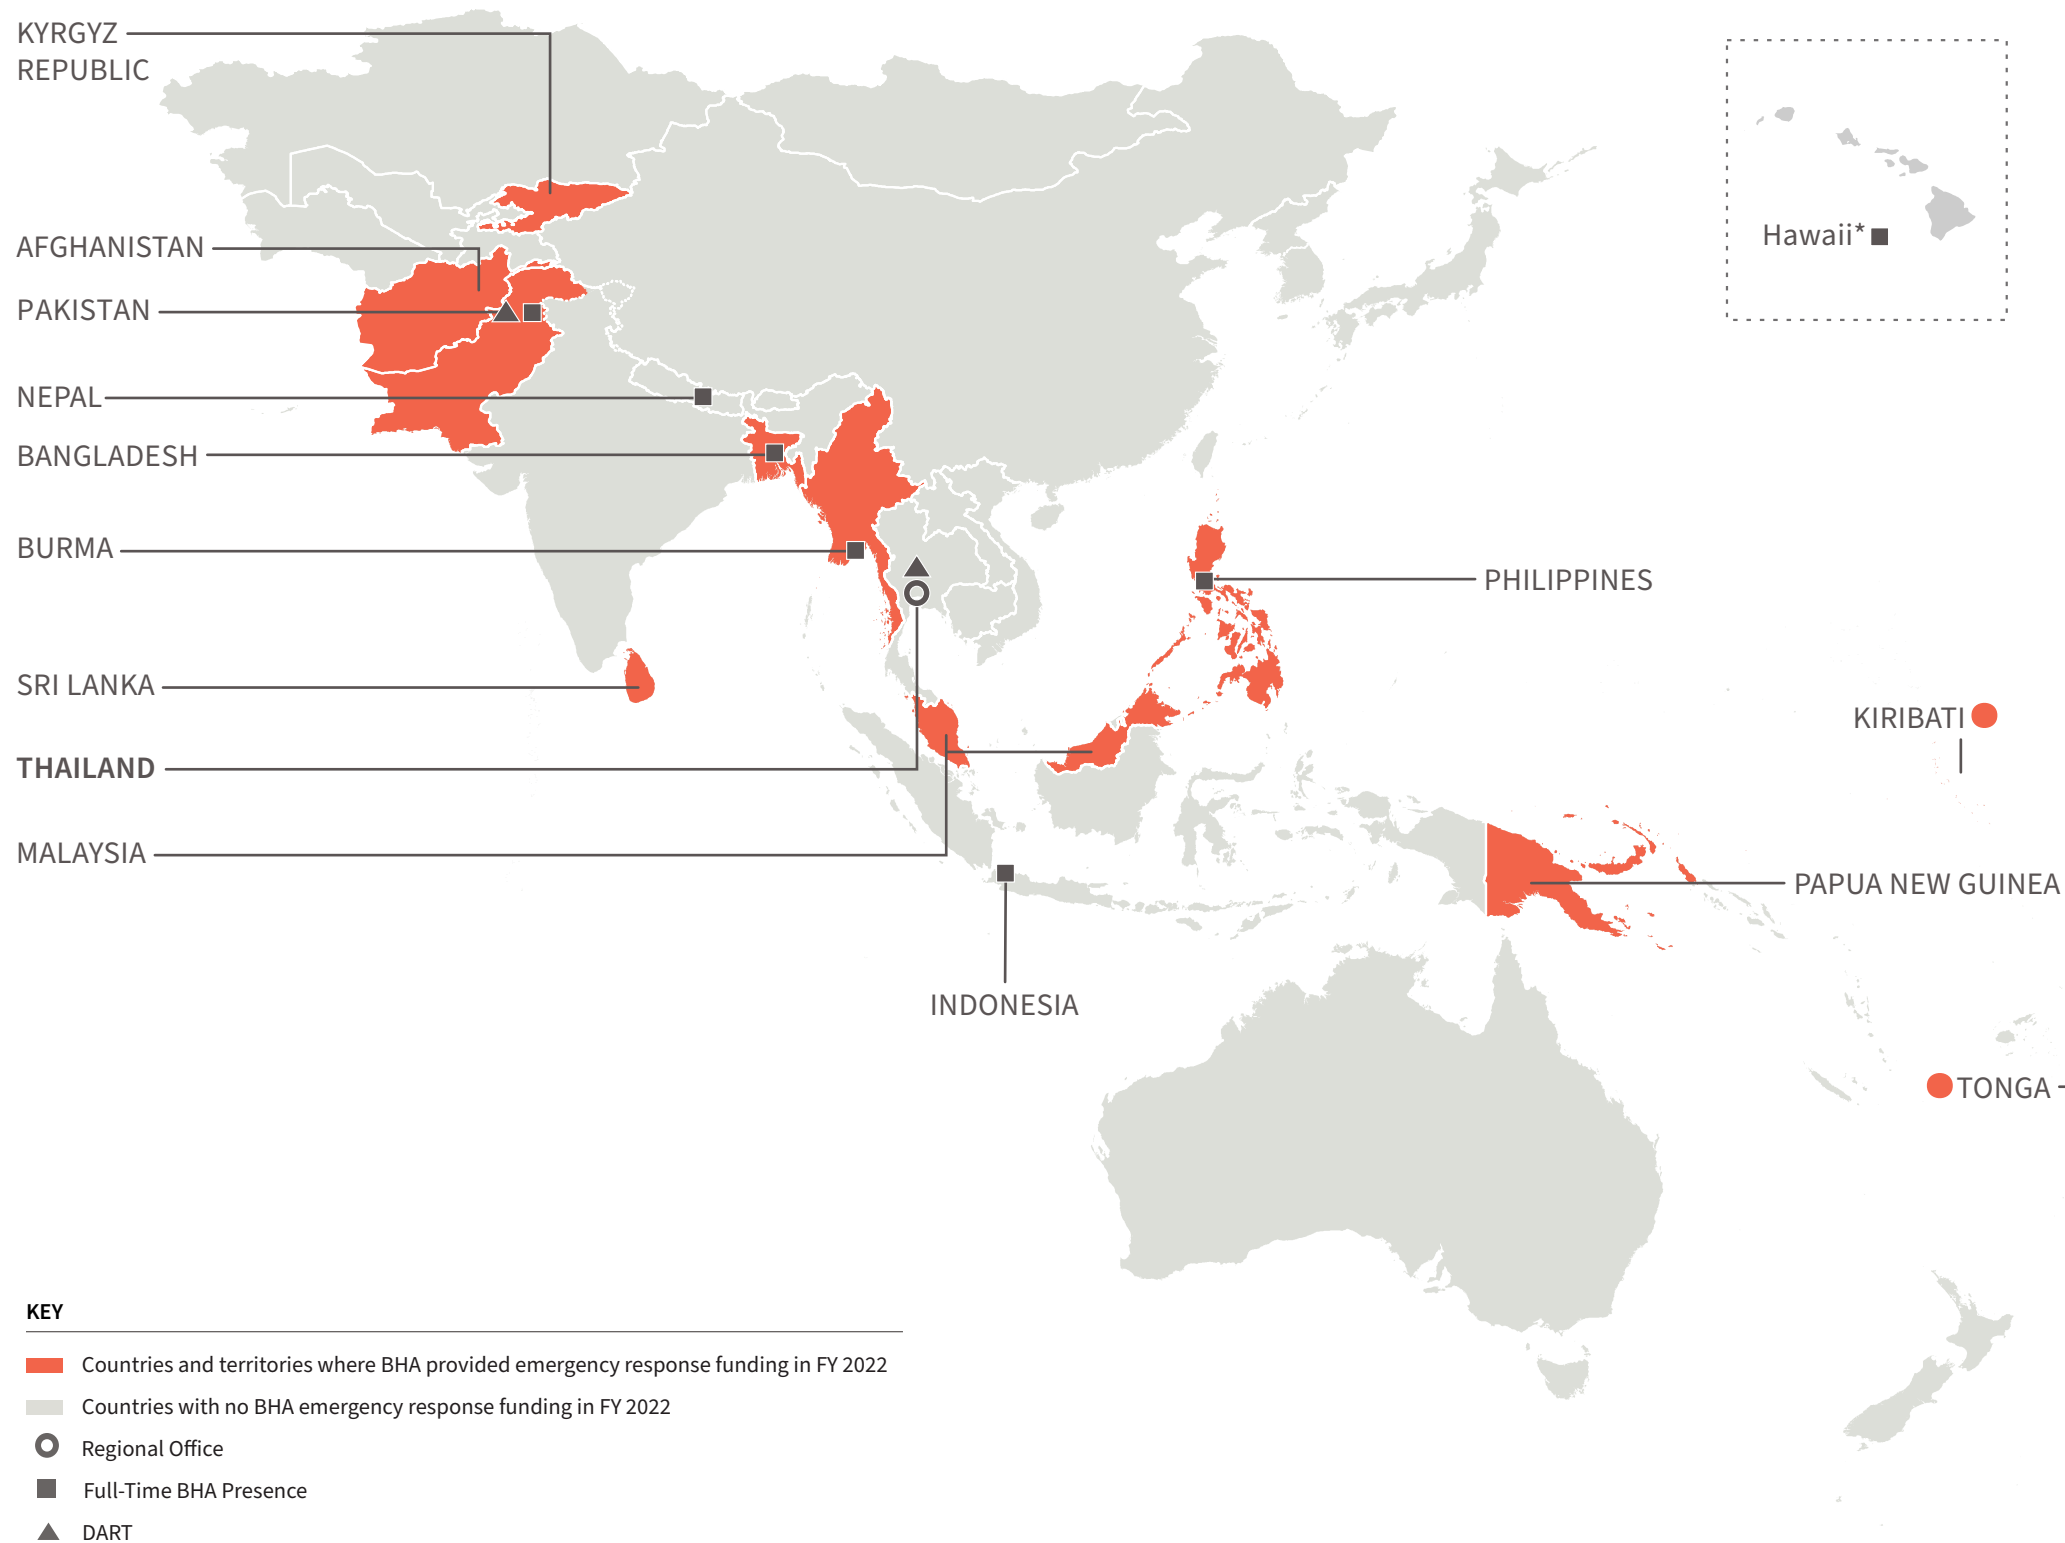 KYRGYZ
REPUBLIC
AFGHANISTAN
PAKISTAN
NEPAL
BANGLADESH
BURMA
SRI LANKA
THAILAND
MALAYSIA
INDONESIA
PHILIPPINES
Hawaii*
KIRIBATI
PAPUA NEW GUINEA
TONGA
KEY
Countries and territories where BHA provided emergency response funding in FY 2022
Countries with no BHA emergency response funding in FY 2022
Regional Office
Full-Time BHA Presence
DART